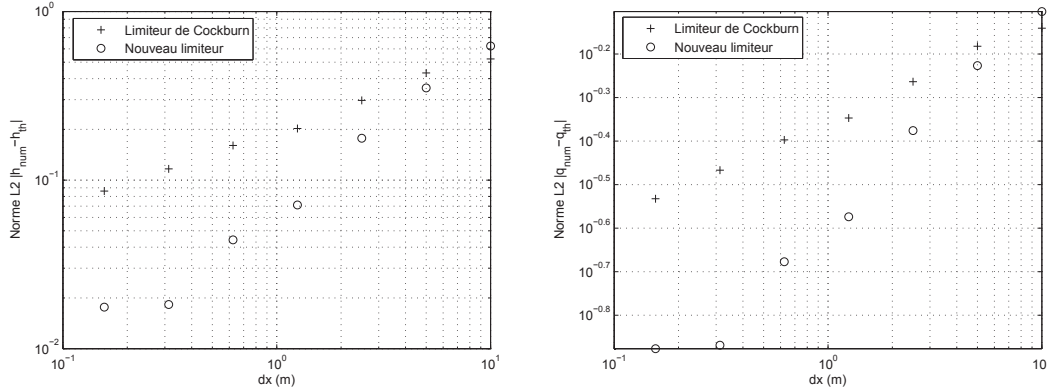 Limiteur de Cockburn
Nouveau limiteur
10^0
10^−1
10^−2
Norme L2 |h_num−h_th|
10^−1
10^0
10^1
dx (m)
Limiteur de Cockburn
Nouveau limiteur
10^−0.2
10^−0.3
10^−0.4
10^−0.5
10^−0.6
10^−0.7
10^−0.8
Norme L2 |q_num−q_th|
10^−1
10^0
10^1
dx (m)